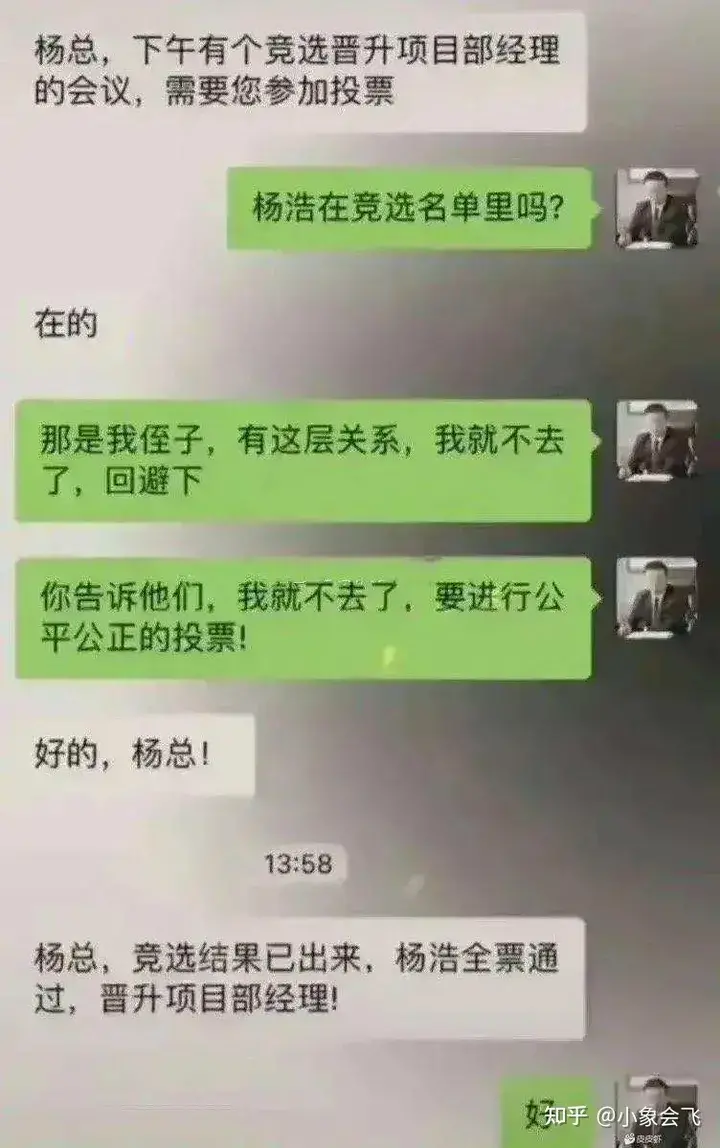 杨总，下午有个竞选晋升项目部经理
的会议，需要您参加投票
杨浩在竞选名单里吗?
在的
那是我侄子，有这层关系，我就不去
了，回避下
你告诉他们，我就不去了，要进行公
平公正的投票!
好的，杨总！
13:58
杨总，竞选结果已出来，杨浩全票通
过，晋升项目部经理!
好
知乎 @小象会飞
皮皮虾